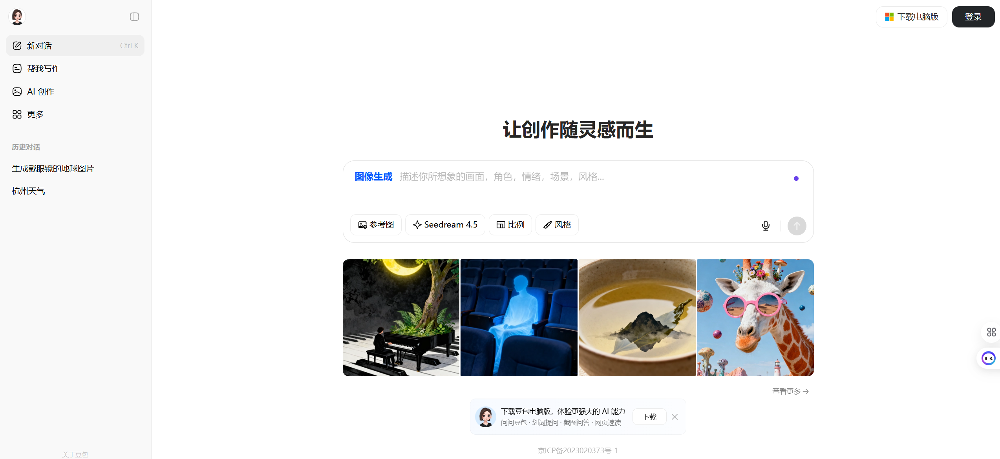 新对话
Ctrl K
帮我写作
AI 创作
更多
历史对话
生成戴眼镜的地球图片
杭州天气
关于豆包
下载电脑版
登录
让创作随灵感而生
图像生成 描述你所想象的画面，角色，情绪，场景，风格...
参考图
Seedream 4.5
比例
风格
查看更多
下载豆包电脑版，体验更强大的 AI 能力
问问豆包 · 划词提问 · 截图问答 · 网页速读
下载
京ICP备2023020373号-1